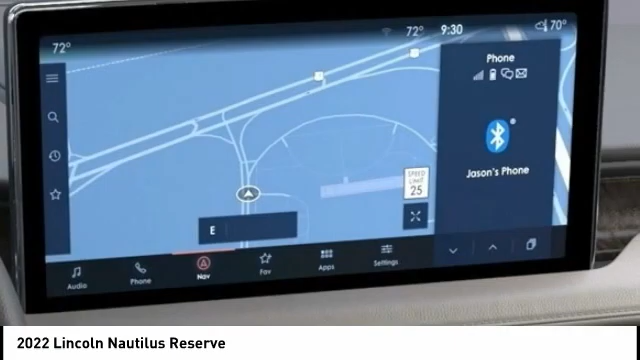 72° 72° 9:30 70°
Phone
Jason's Phone
SPEED
LIMIT
25
E
Audio Phone Nav Fav Apps Settings
2022 Lincoln Nautilus Reserve